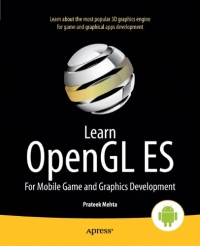 Learn about the most popular 3D graphics engine
for game and graphical apps development
Learn
OpenGL ES
For Mobile Game and Graphics Development
Prateek Mehta
Apress®